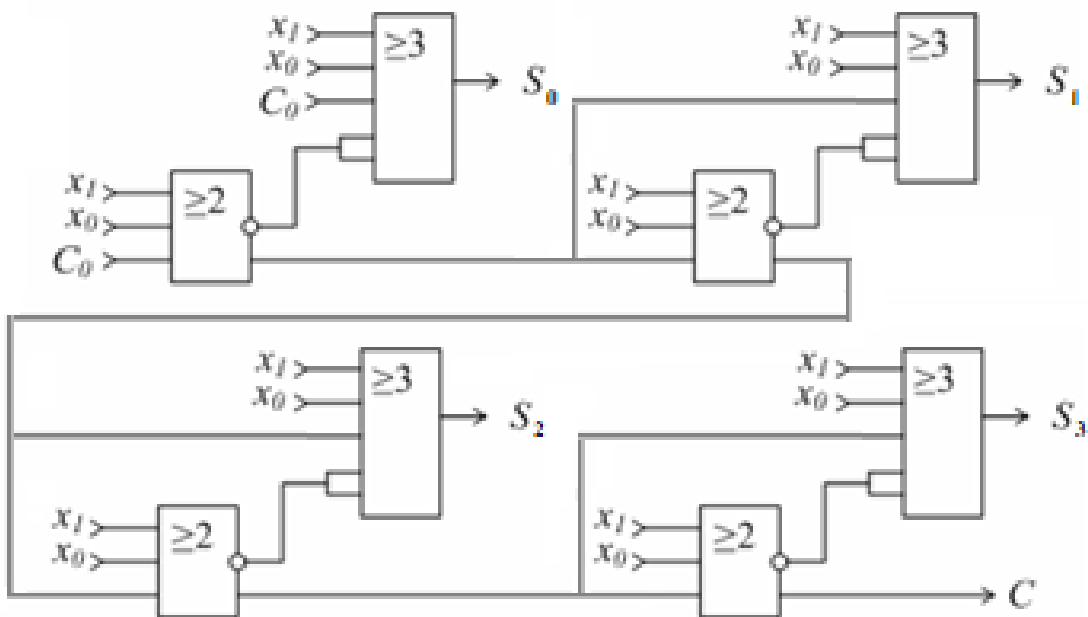 x₁ ≥3
x₀ S₀
C₀
x₁ ≥2
x₀
C₀
x₁ ≥3
x₀ S₁
x₁ ≥2
x₀
x₁ ≥3
x₀ S₂
x₁ ≥2
x₀
x₁ ≥3
x₀ S₃
x₁ ≥2
x₀
C